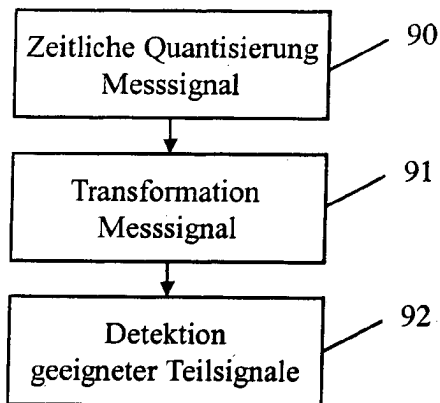 Zeitliche Quantisierung
Messsignal
90
Transformation
Messsignal
91
Detektion
geeigneter Teilsignale
92